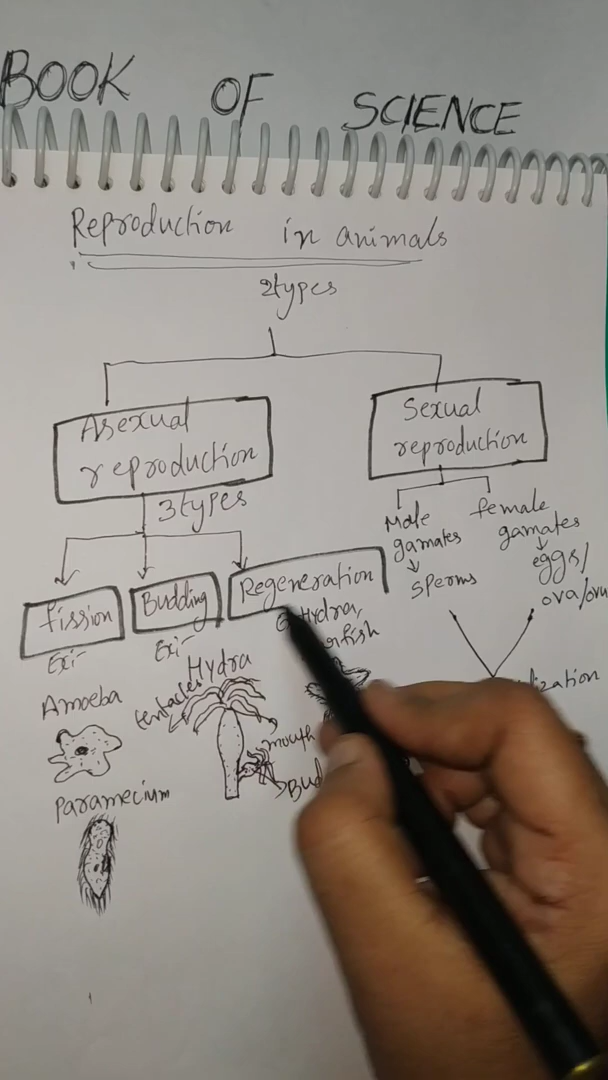 BOOK OF SCIENCE
Reproduction in animals
2types
Asexual
reproduction
Sexual
reproduction
3types
Male
gamates
↓
sperms
female
gamates
↓
eggs/
fission
Budding
Regeneration
Ex:-
Ex:-
Hydra,
Amoeba
Hydra
tentacles
mouth
Paramecium